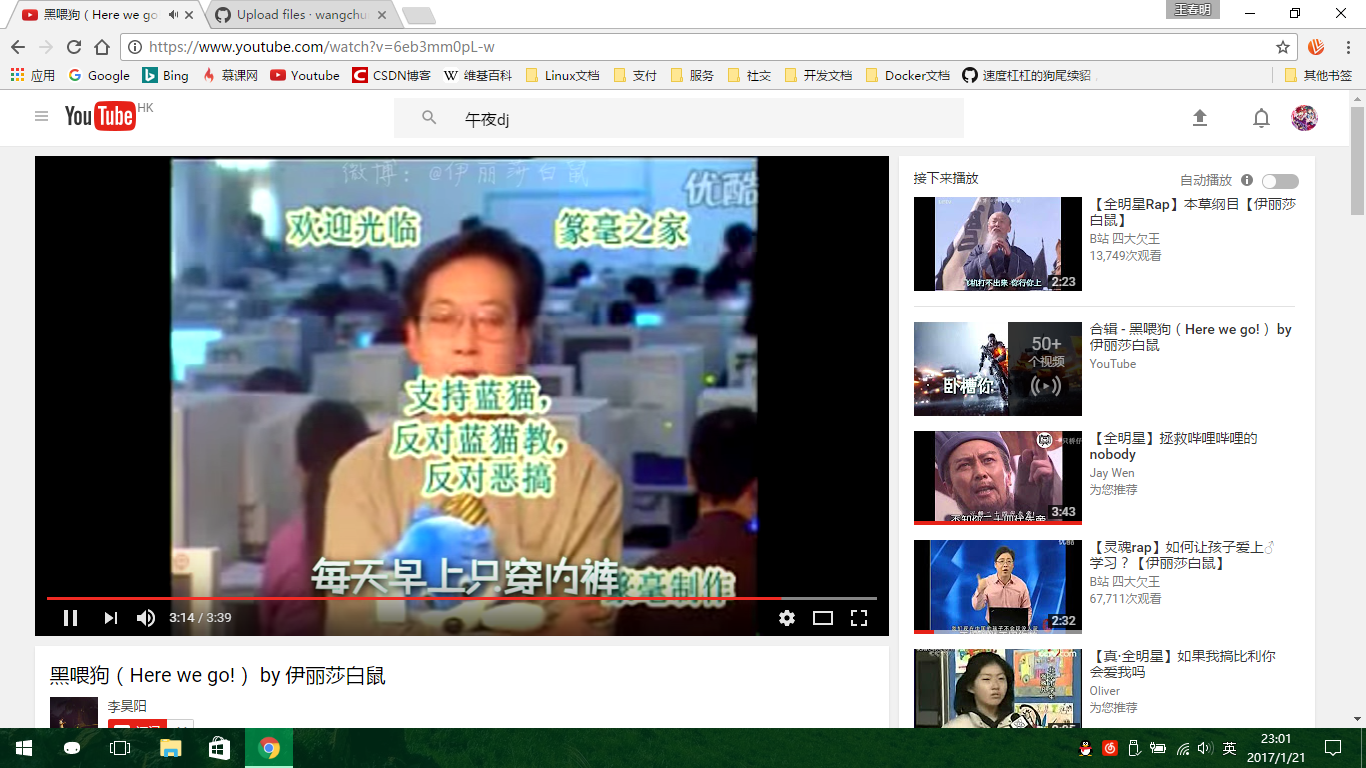 黑喂狗（Here we go
Upload files · wangchu
王春明
https://www.youtube.com/watch?v=6eb3mm0pL-w
应用
Google
Bing
慕课网
Youtube
CSDN博客
维基百科
Linux文档
支付
服务
社交
开发文档
Docker文档
速度杠杠的狗尾续貂
其他书签
YouTube HK
午夜dj
微博：@伊丽莎白鼠
优酷
欢迎光临
篆毫之家
支持蓝猫，
反对蓝猫教，
反对恶搞
每天早上只穿内裤
篆毫制作
3:14 / 3:39
黑喂狗（Here we go!）by 伊丽莎白鼠
李昊阳
接下来播放
自动播放
【全明星Rap】本草纲目【伊丽莎
白鼠】
B站 四大欠王
13,749次观看
2:23
合辑 - 黑喂狗（Here we go!）by
伊丽莎白鼠
YouTube
50+
个视频
卧槽你
【全明星】拯救哔哩哔哩的
nobody
Jay Wen
为您推荐
3:43
【灵魂rap】如何让孩子爱上♂
学习？【伊丽莎白鼠】
B站 四大欠王
67,711次观看
2:32
【真·全明星】如果我搞比利你
会爱我吗
Oliver
为您推荐
英
23:01
2017/1/21